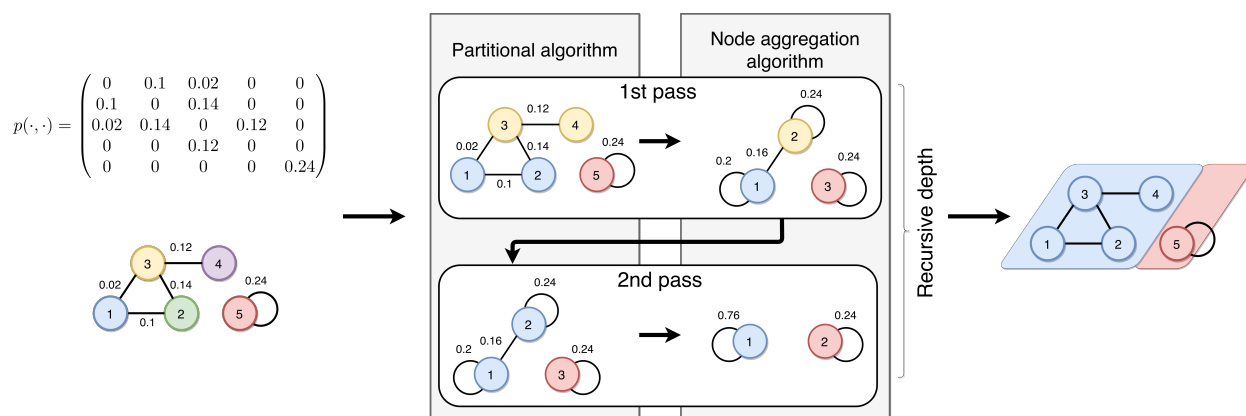 p(·,·) =
0 0.1 0.02 0 0
0.1 0 0.14 0 0
0.02 0.14 0 0.12 0
0 0 0.12 0 0
0 0 0 0 0.24
0.12
3 4
0.02 0.14 0.24
1 2 5
0.1
Partitional algorithm
Node aggregation
algorithm
1st pass
0.12
3 4
0.02 0.14 0.24
1 2 5
0.1
0.24
2
0.2 0.16 0.24
1 3
2nd pass
0.24
2
0.2 0.16 0.24
1 3
0.76 0.24
1 2
Recursive depth
3 4
1 2 5